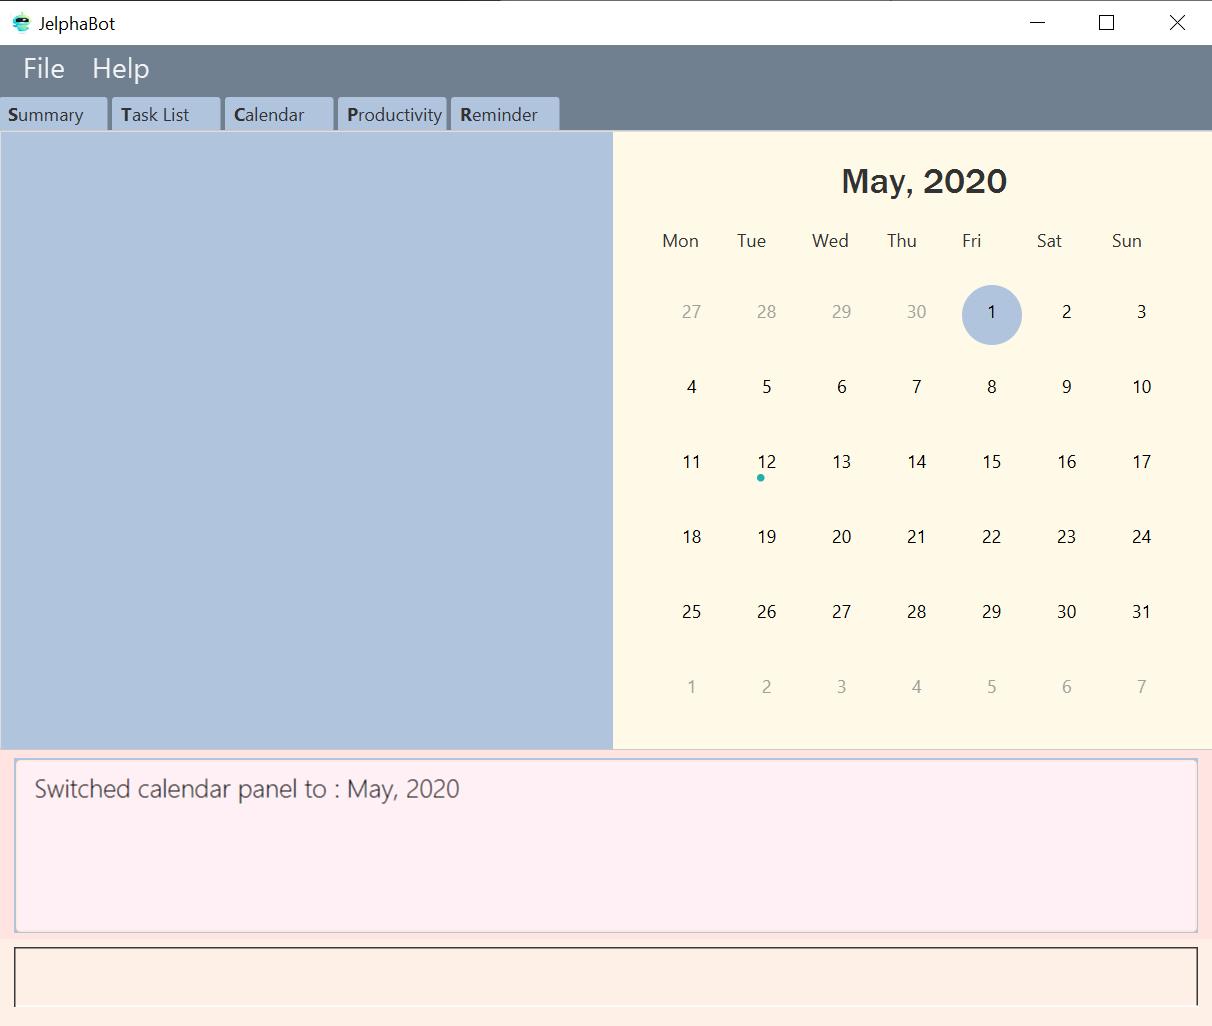 JelphaBot
File Help
Summary Task List Calendar Productivity Reminder
May, 2020
Mon Tue Wed Thu Fri Sat Sun
27 28 29 30 1 2 3
4 5 6 7 8 9 10
11 12 13 14 15 16 17
18 19 20 21 22 23 24
25 26 27 28 29 30 31
1 2 3 4 5 6 7
Switched calendar panel to : May, 2020